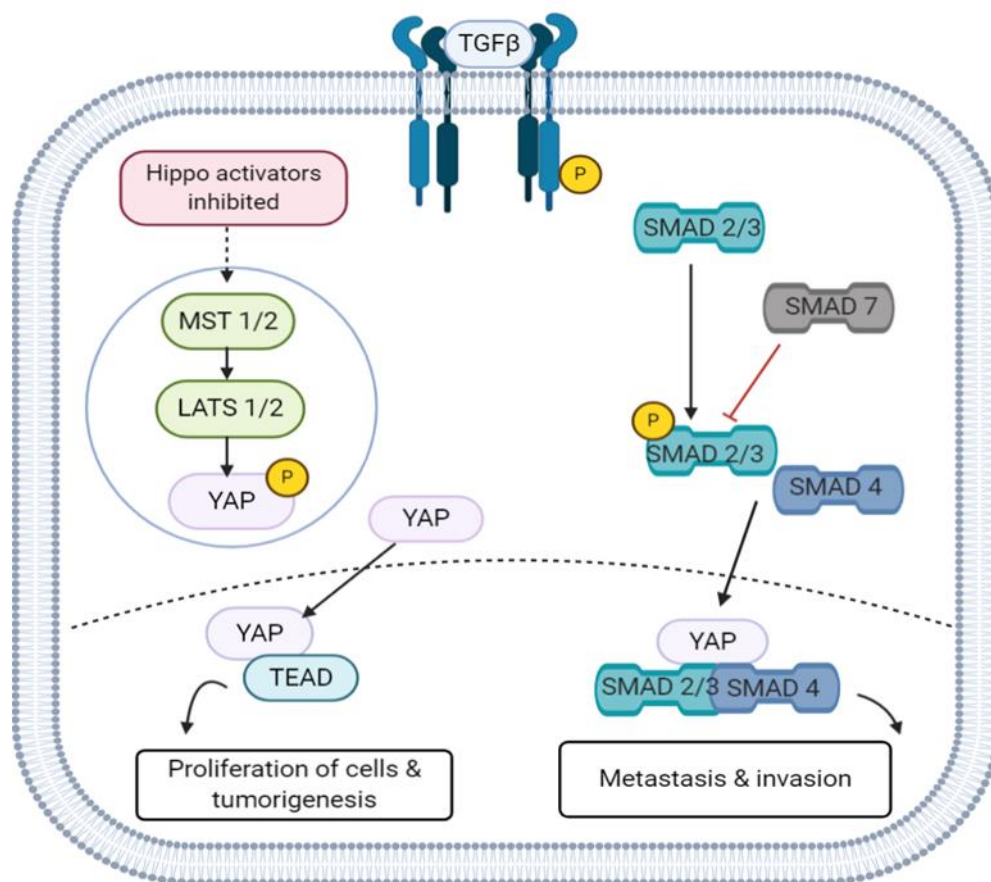 TGFβ
P
Hippo activators
inhibited
SMAD 2/3
SMAD 7
MST 1/2
LATS 1/2
P
P
YAP
SMAD 2/3
SMAD 4
YAP
YAP
TEAD
YAP
SMAD 2/3 SMAD 4
Proliferation of cells &
tumorigenesis
Metastasis & invasion